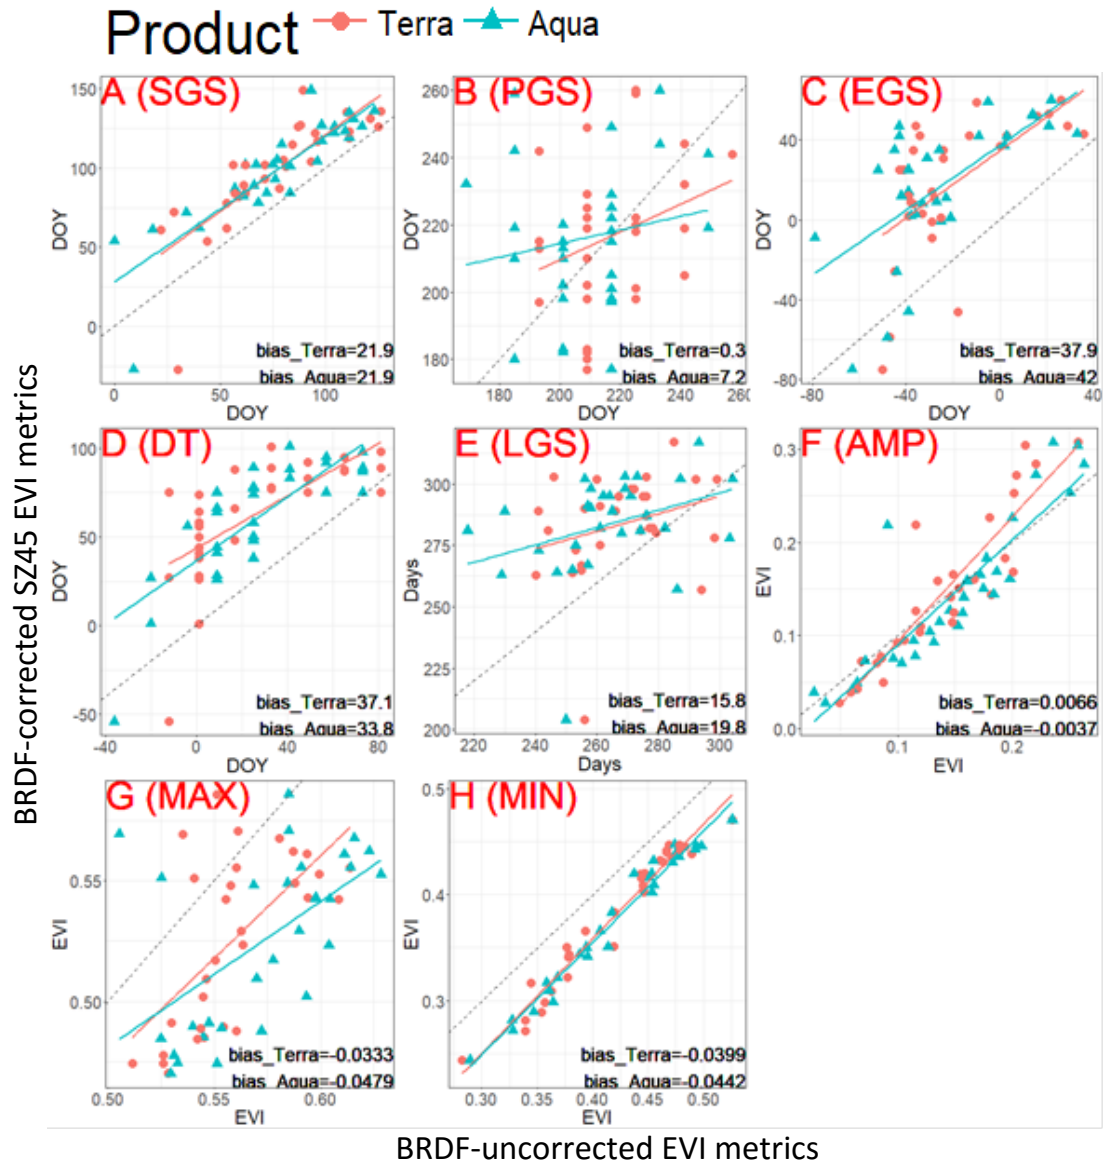 Product Terra Aqua
BRDF-corrected SZ45 EVI metrics
A (SGS) B (PGS) C (EGS)
DOY DOY DOY
150 100 50 0
260 240 220 200 180
40 0 -40 -80
bias_Terra=21.9 bias_Terra=0.3 bias_Terra=37.9
bias_Aqua=21.9 bias_Aqua=7.2 bias_Aqua=42
0 50 100 180 200 220 240 260 -80 -40 0 40
DOY DOY DOY
D (DT) E (LGS) F (AMP)
DOY Days EVI
100 50 0 -50
300 275 250 225 200
0.3 0.2 0.1 0.0
bias_Terra=37.1 bias_Terra=15.8 bias_Terra=0.0066
bias_Aqua=33.8 bias_Aqua=19.8 bias_Aqua=-0.0037
-40 0 40 80 220 240 260 280 300 0.1 0.2
DOY Days EVI
G (MAX) H (MIN)
EVI EVI
0.55 0.50
0.5 0.4 0.3
bias_Terra=-0.0333 bias_Terra=-0.0399
bias_Aqua=-0.0479 bias_Aqua=-0.0442
0.50 0.55 0.60 0.30 0.35 0.40 0.45 0.50
EVI EVI
BRDF-uncorrected EVI metrics